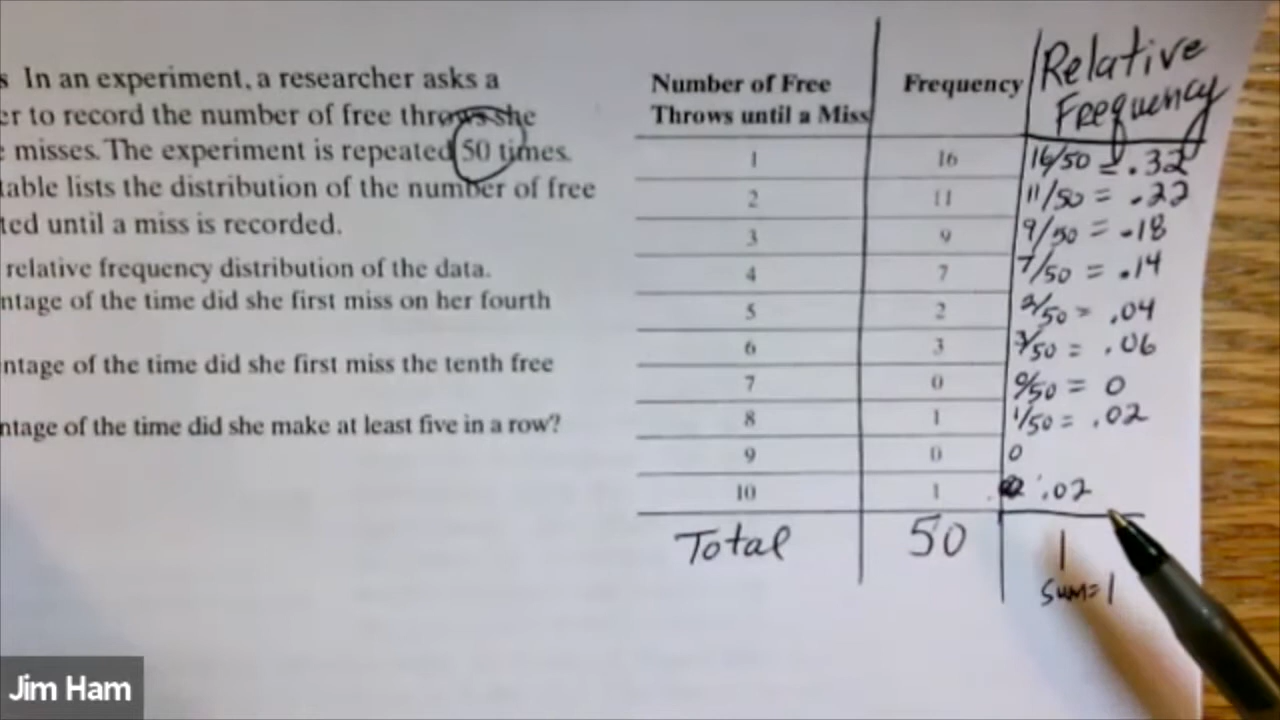 s In an experiment, a researcher asks a
er to record the number of free throws she
e misses. The experiment is repeated 50 times.
table lists the distribution of the number of free
ted until a miss is recorded.
relative frequency distribution of the data.
ntage of the time did she first miss on her fourth
ntage of the time did she first miss the tenth free
ntage of the time did she make at least five in a row?
Number of Free Throws until a Miss Frequency Relative Frequency
1 16 16/50 = .32
2 11 11/50 = .22
3 9 9/50 = .18
4 7 7/50 = .14
5 2 2/50 = .04
6 3 3/50 = .06
7 0 0/50 = 0
8 1 1/50 = .02
9 0 0
10 1 .02
Total 50 1
sum=1
Jim Ham